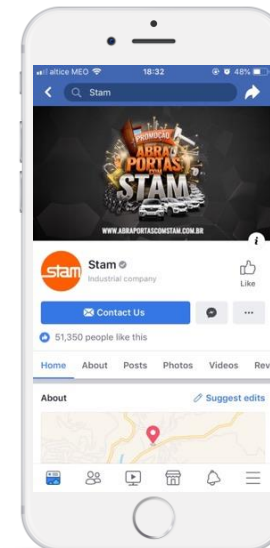 altice MEO 18:32 48%
Stam
PROMOÇÃO
ABRA
PORTAS
COM
STAM
WWW.ABRAPORTASCOMSTAM.COM.BR
stam
Stam
Industrial company
Like
Contact Us
51,350 people like this
Home About Posts Photos Videos Rev
About Suggest edits